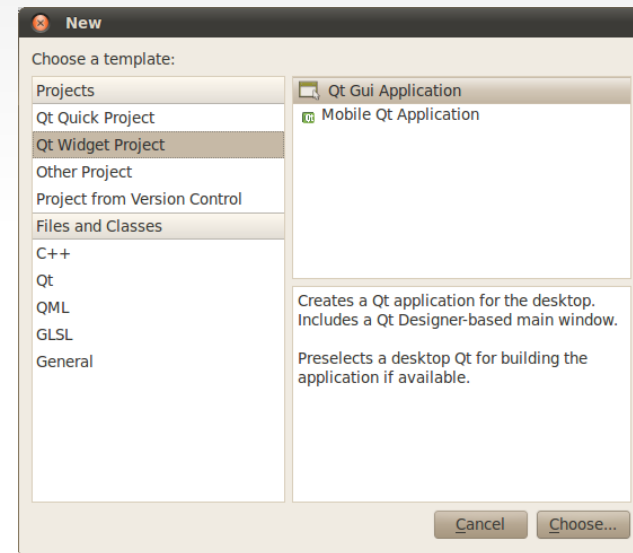 New
Choose a template:
Projects
Qt Quick Project
Qt Widget Project
Other Project
Project from Version Control
Files and Classes
C++
Qt
QML
GLSL
General
Qt Gui Application
Mobile Qt Application
Creates a Qt application for the desktop.
Includes a Qt Designer-based main window.
Preselects a desktop Qt for building the
application if available.
Cancel
Choose...